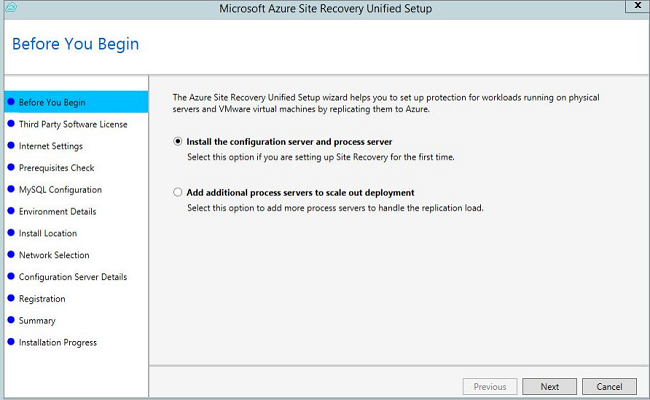 Microsoft Azure Site Recovery Unified Setup
x
Before You Begin
Before You Begin
Third Party Software License
Internet Settings
Prerequisites Check
MySQL Configuration
Environment Details
Install Location
Network Selection
Configuration Server Details
Registration
Summary
Installation Progress
The Azure Site Recovery Unified Setup wizard helps you to set up protection for workloads running on physical
servers and VMware virtual machines by replicating them to Azure.
Install the configuration server and process server
Select this option if you are setting up Site Recovery for the first time.
Add additional process servers to scale out deployment
Select this option to add more process servers to handle the replication load.
Previous
Next
Cancel